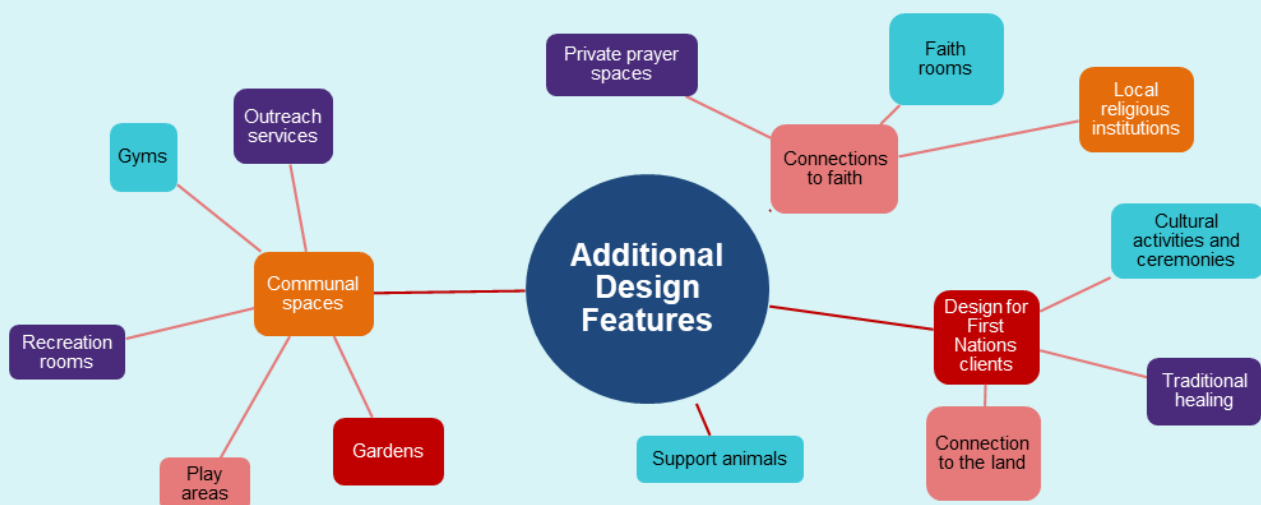 Additional
Design
Features
Communal
spaces
Outreach
services
Gyms
Recreation
rooms
Play
areas
Gardens
Connections
to faith
Private prayer
spaces
Faith
rooms
Local
religious
institutions
Design for
First
Nations
clients
Cultural
activities and
ceremonies
Traditional
healing
Connection
to the land
Support animals